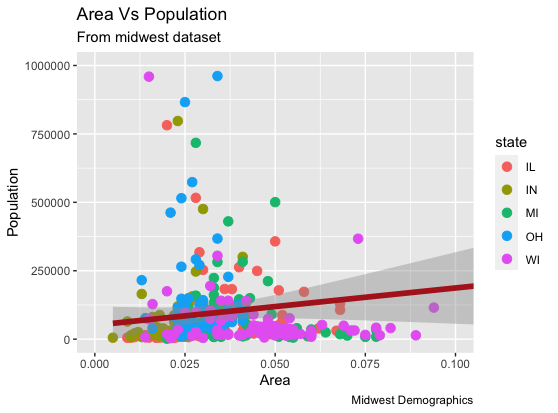 Area Vs Population
From midwest dataset
1000000
750000
500000
250000
0
Population
0.000
0.025
0.050
0.075
0.100
Area
state
IL
IN
MI
OH
WI
Midwest Demographics